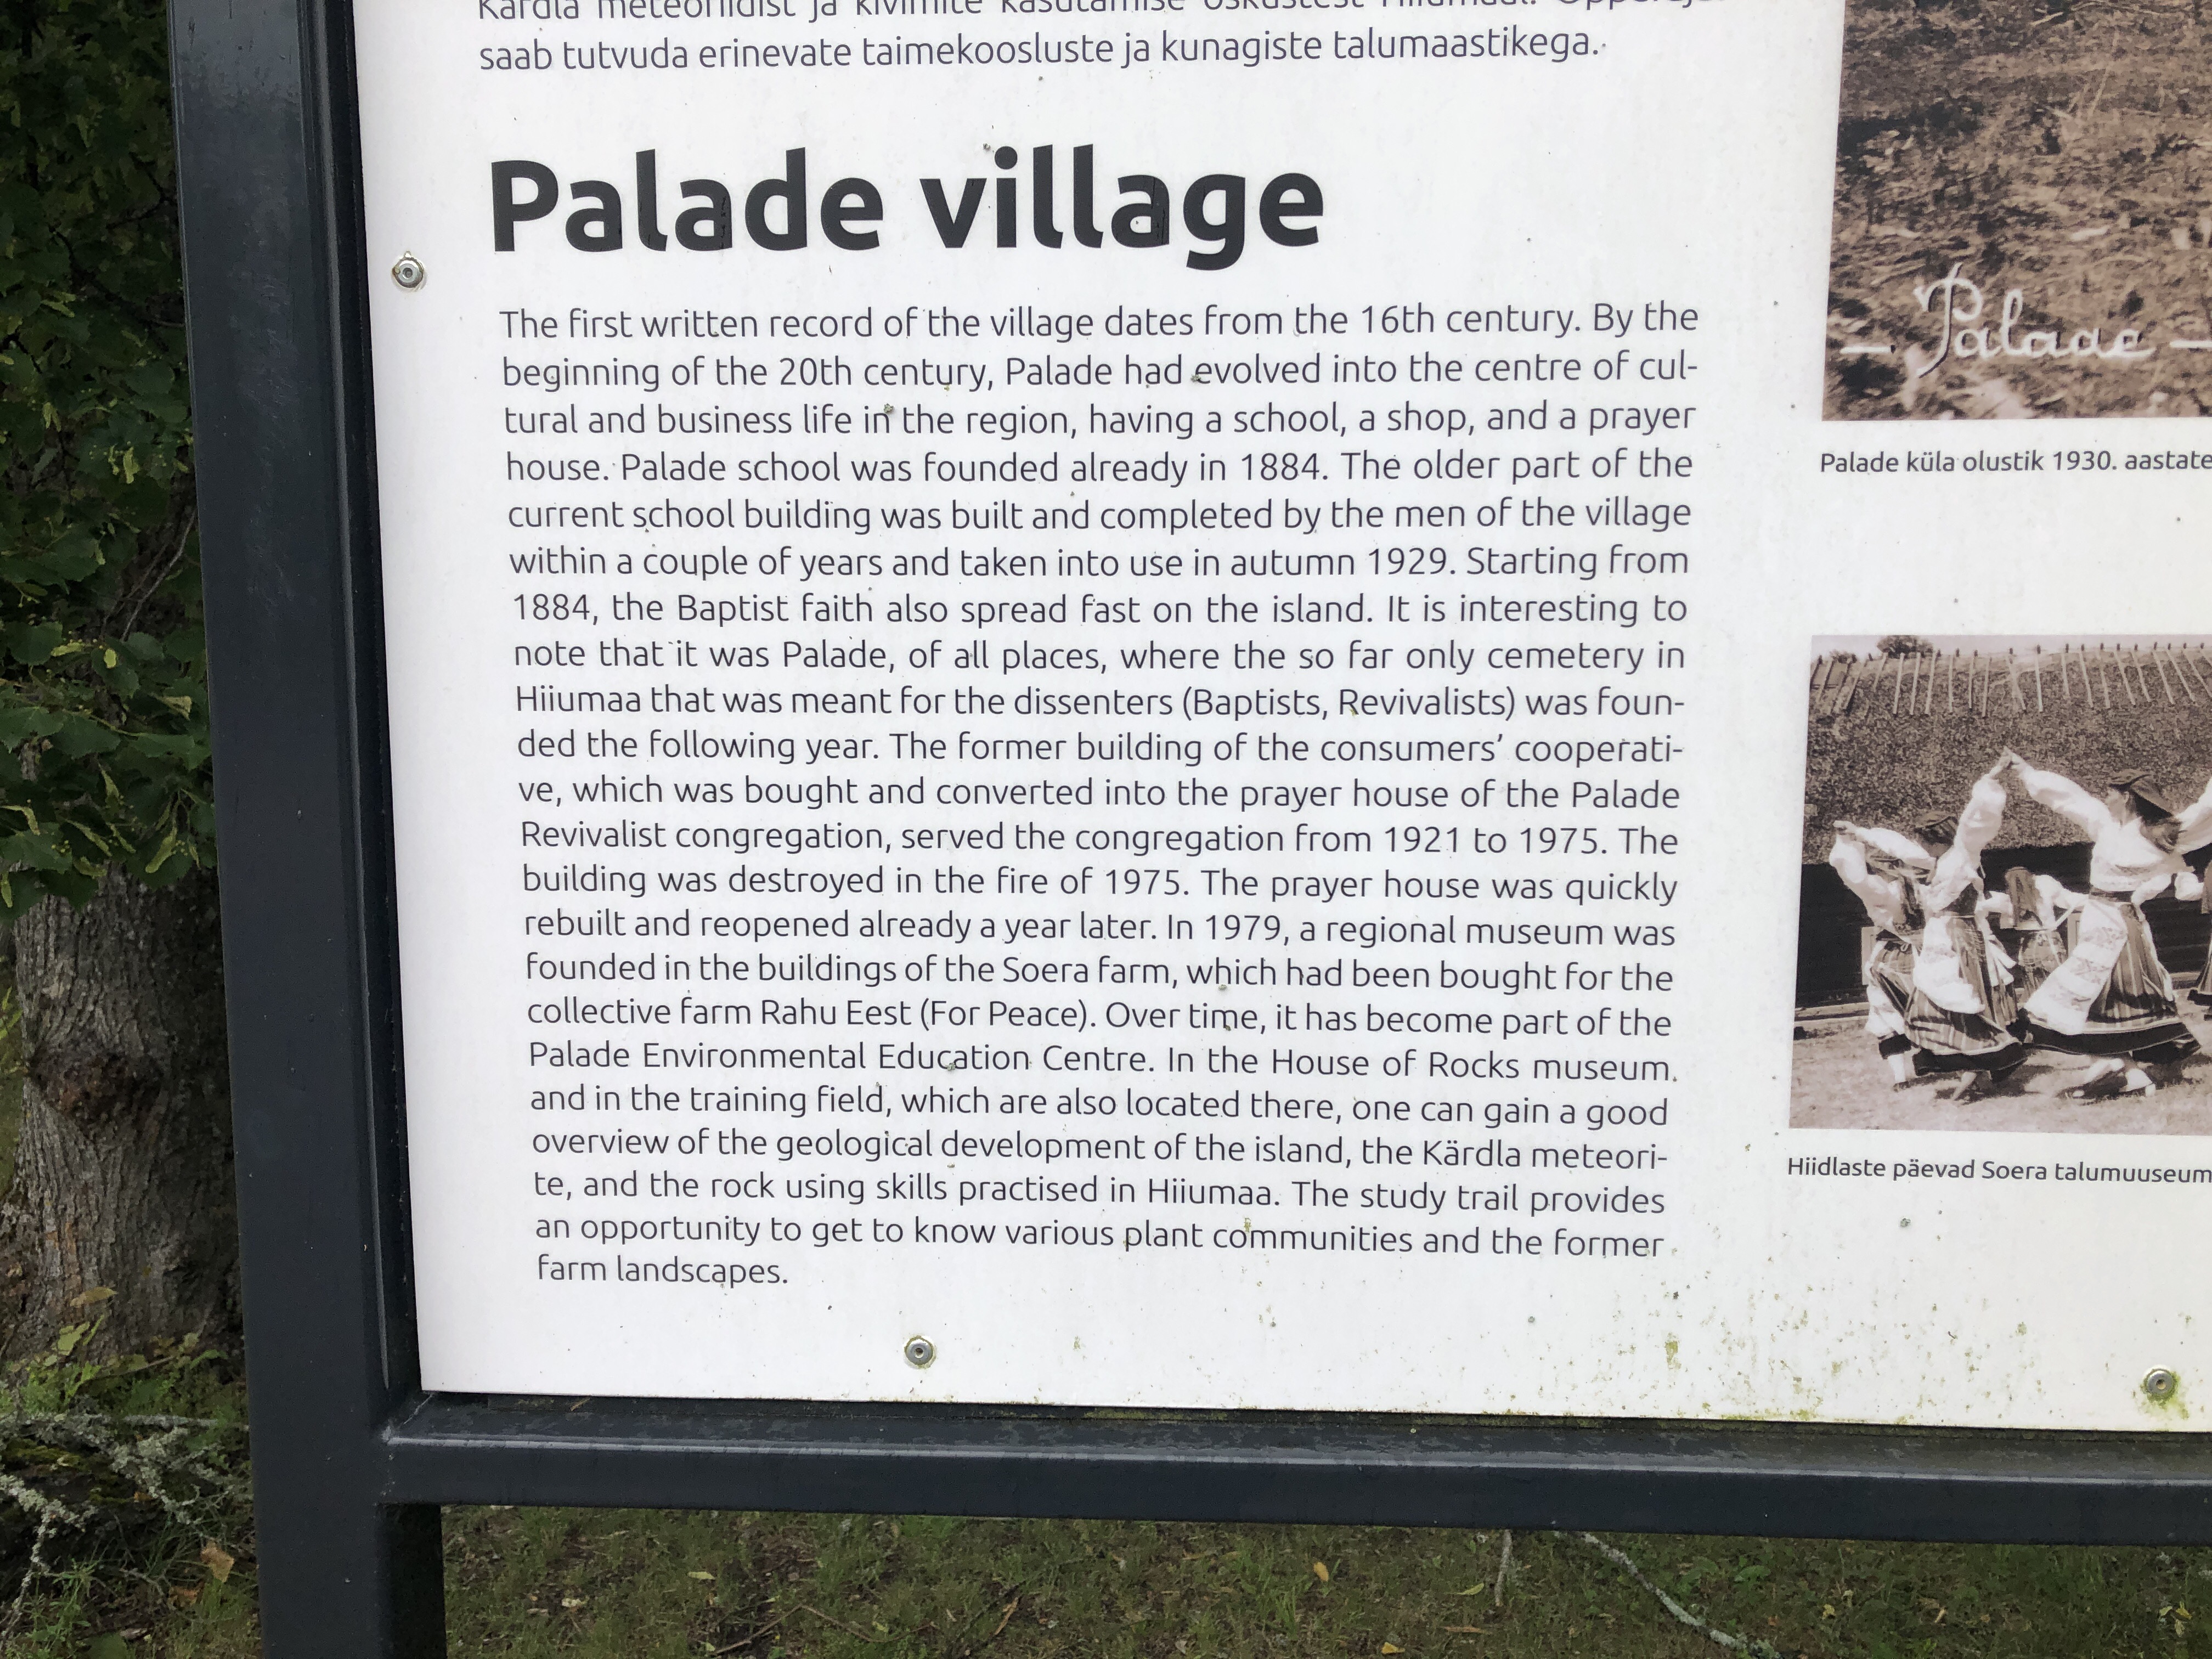 Kärdla meteoriidist ja kivimite kasutamise oskustest Hiiumaal.
saab tutvuda erinevate taimekoosluste ja kunagiste talumaastikega.
Palade village
The first written record of the village dates from the 16th century. By the
beginning of the 20th century, Palade had evolved into the centre of cul-
tural and business life in the region, having a school, a shop, and a prayer
house. Palade school was founded already in 1884. The older part of the
current school building was built and completed by the men of the village
within a couple of years and taken into use in autumn 1929. Starting from
1884, the Baptist faith also spread fast on the island. It is interesting to
note that it was Palade, of all places, where the so far only cemetery in
Hiiumaa that was meant for the dissenters (Baptists, Revivalists) was foun-
ded the following year. The former building of the consumers’ cooperati-
ve, which was bought and converted into the prayer house of the Palade
Revivalist congregation, served the congregation from 1921 to 1975. The
building was destroyed in the fire of 1975. The prayer house was quickly
rebuilt and reopened already a year later. In 1979, a regional museum was
founded in the buildings of the Soera farm, which had been bought for the
collective farm Rahu Eest (For Peace). Over time, it has become part of the
Palade Environmental Education Centre. In the House of Rocks museum
and in the training field, which are also located there, one can gain a good
overview of the geological development of the island, the Kärdla meteori-
te, and the rock using skills practised in Hiiumaa. The study trail provides
an opportunity to get to know various plant communities and the former
farm landscapes.
– Palade –
Palade küla olustik 1930. aastate
Hiidlaste päevad Soera talumuuseum